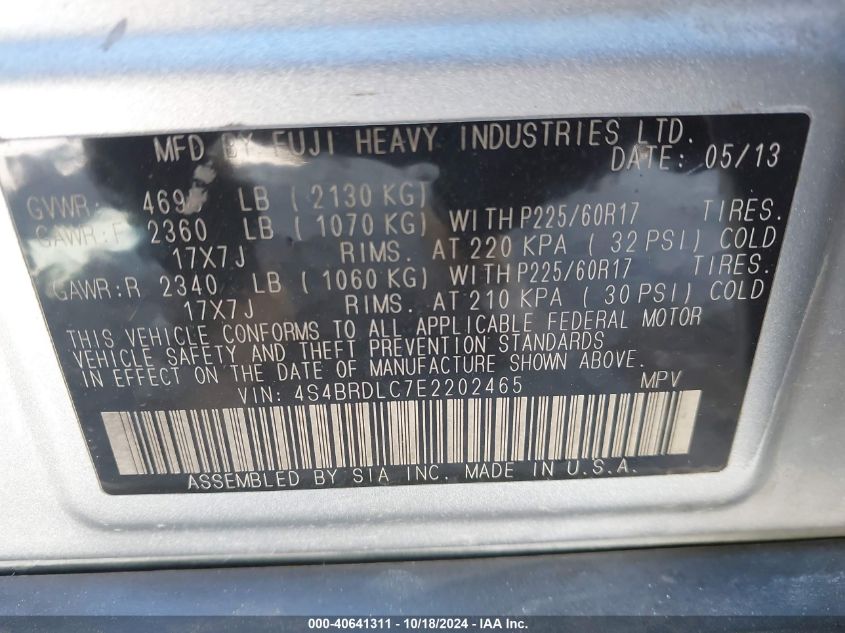 MFD BY FUJI HEAVY INDUSTRIES LTD.
DATE: 05/13
GVWR: LB ( 2130 KG)
GAWR:F 2360 LB ( 1070 KG) WITH P225/60R17 TIRES.
17X7J RIMS. AT 220 KPA ( 32 PSI) COLD
GAWR:R 2340 LB ( 1060 KG) WITH P225/60R17 TIRES.
17X7J RIMS. AT 210 KPA ( 30 PSI) COLD
THIS VEHICLE CONFORMS TO ALL APPLICABLE FEDERAL MOTOR
VEHICLE SAFETY AND THEFT PREVENTION STANDARDS
IN EFFECT ON THE DATE OF MANUFACTURE SHOWN ABOVE.
VIN: 4S4BRDLC7E2202465 MPV
ASSEMBLED BY SIA INC. MADE IN U.S.A.
000-40641311 - 10/18/2024 - IAA Inc.